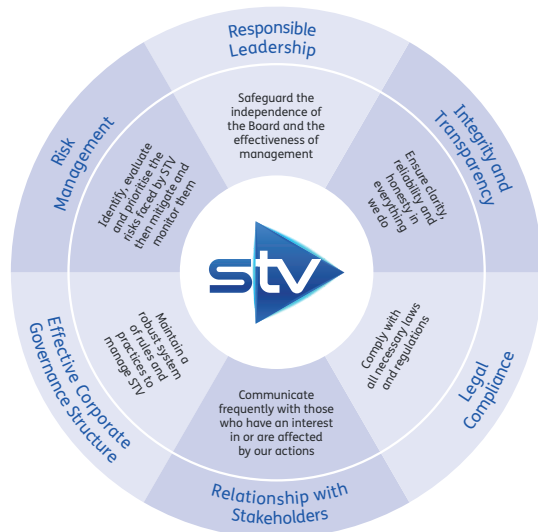 Responsible
Leadership
Safeguard the
independence of
the Board and the
effectiveness of
management
Integrity and
Transparency
Ensure clarity,
reliability and
honesty in
everything
we do
Legal
Compliance
Comply with
all necessary laws
and regulations
Relationship with
Stakeholders
Communicate
frequently with those
who have an interest
in or are affected
by our actions
Effective Corporate
Governance Structure
Maintain a
robust system
of rules and
practices to
manage STV
Risk
Management
Identify, evaluate
and prioritise the
risks faced by STV
then mitigate and
monitor them
stv